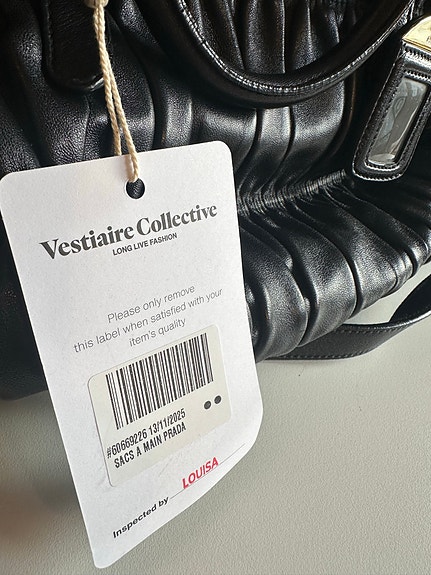 Vestiaire Collective
LONG LIVE FASHION
Please only remove
this label when satisfied with your
item's quality
#60669226 13/11/2025
SACS A MAIN PRADA
Inspected by LOUISA